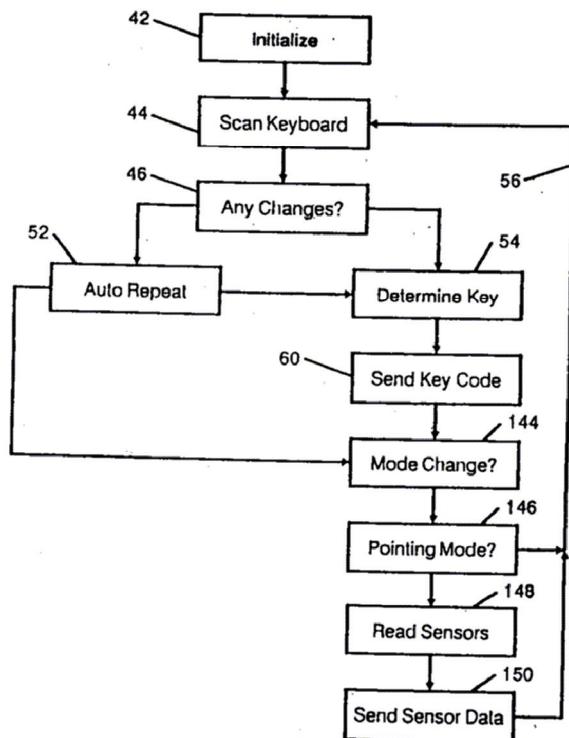 42
Initialize
44
Scan Keyboard
46
56
Any Changes?
52
54
Auto Repeat
Determine Key
60
Send Key Code
144
Mode Change?
146
Pointing Mode?
148
Read Sensors
150
Send Sensor Data